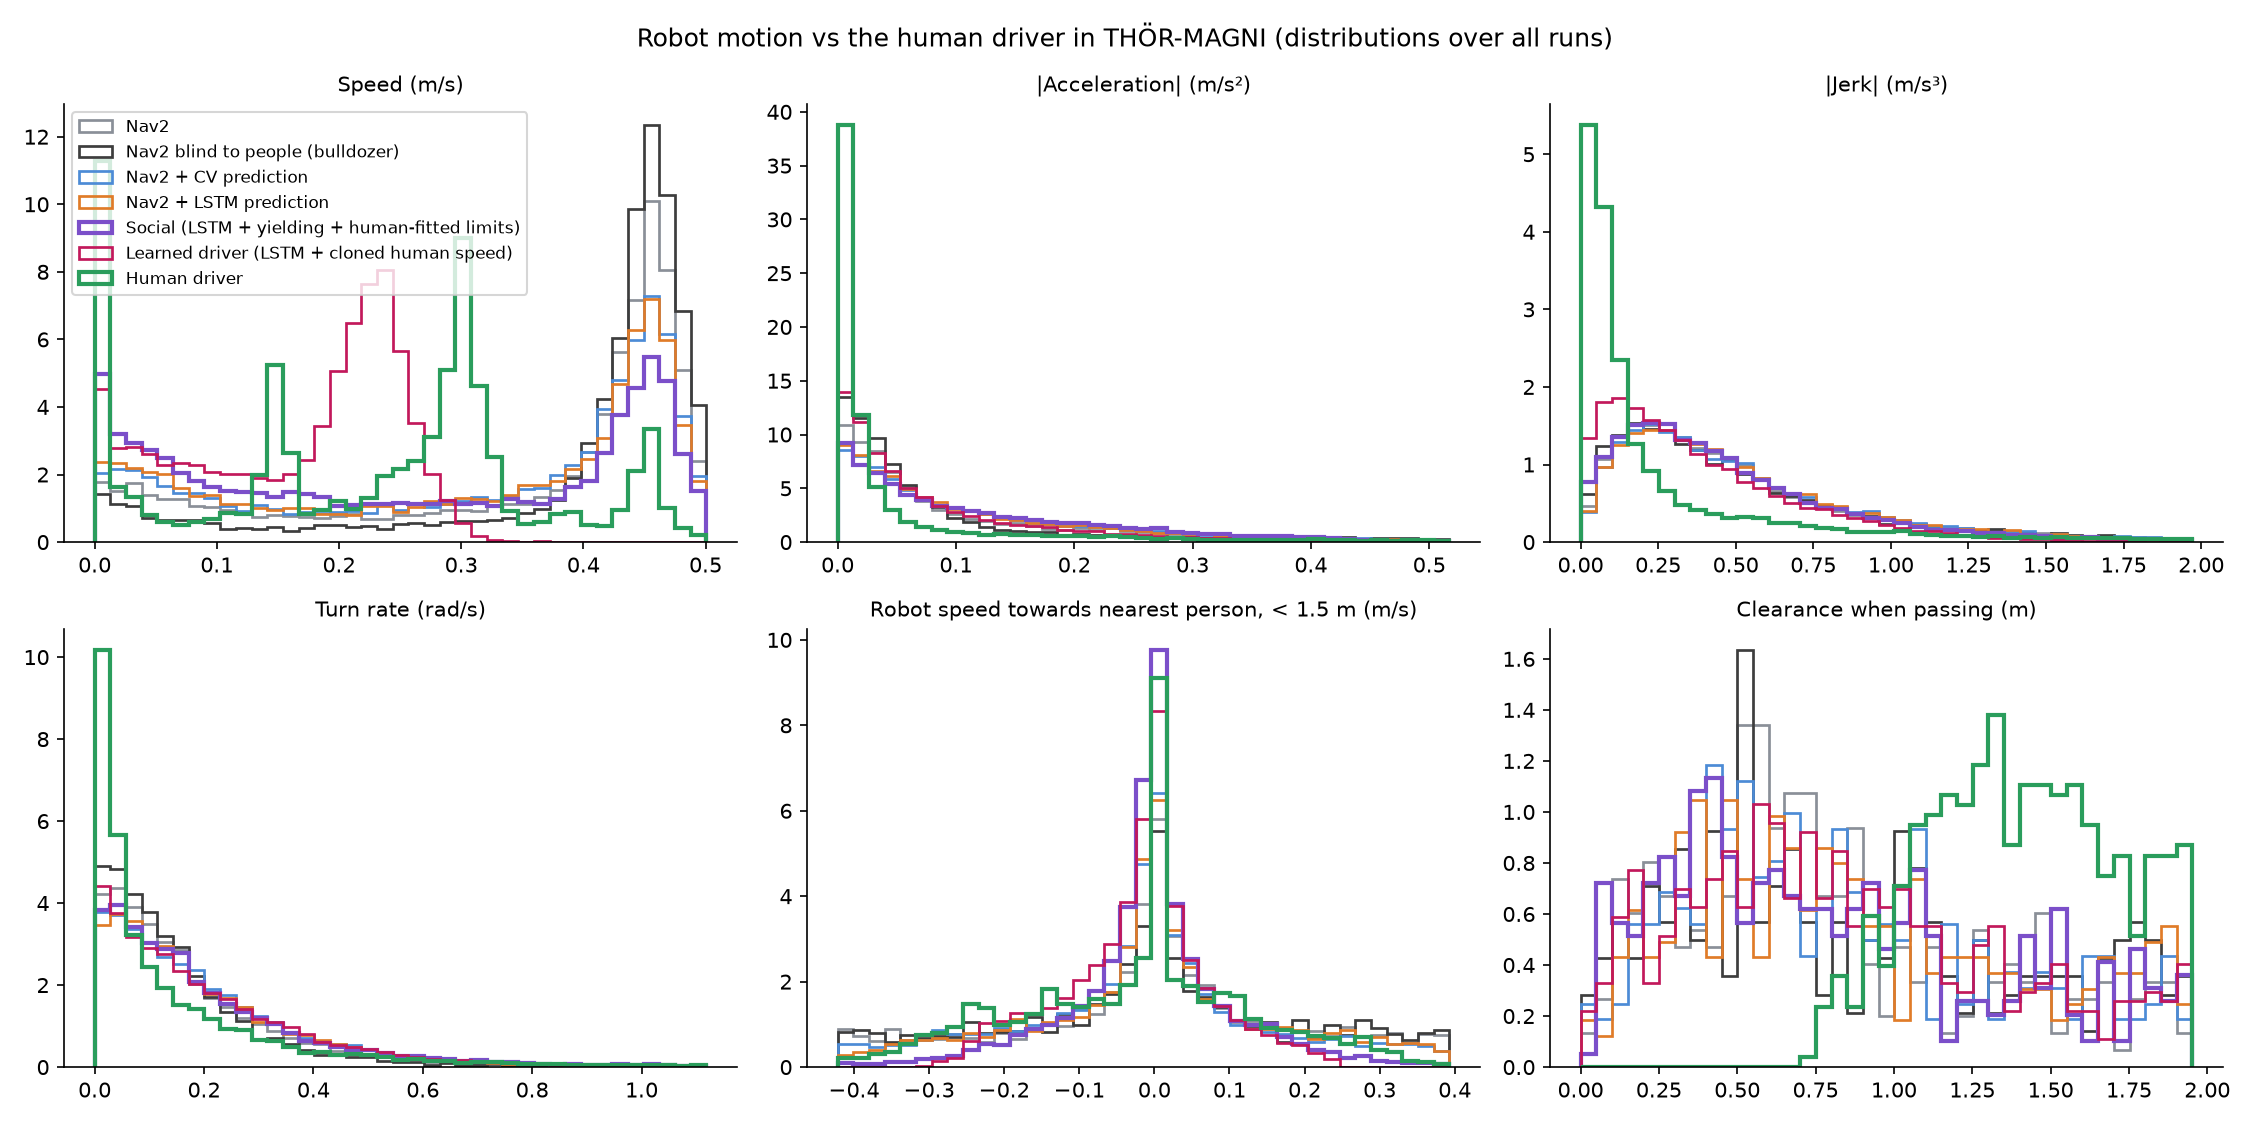 Robot motion vs the human driver in THÖR-MAGNI (distributions over all runs)
Speed (m/s)
Nav2
Nav2 blind to people (bulldozer)
Nav2 + CV prediction
Nav2 + LSTM prediction
Social (LSTM + yielding + human-fitted limits)
Learned driver (LSTM + cloned human speed)
Human driver
12
10
8
6
4
2
0
0.0 0.1 0.2 0.3 0.4 0.5
|Acceleration| (m/s²)
40
35
30
25
20
15
10
5
0
0.0 0.1 0.2 0.3 0.4 0.5
|Jerk| (m/s³)
5
4
3
2
1
0
0.00 0.25 0.50 0.75 1.00 1.25 1.50 1.75 2.00
Turn rate (rad/s)
10
8
6
4
2
0
0.0 0.2 0.4 0.6 0.8 1.0
Robot speed towards nearest person, < 1.5 m (m/s)
10
8
6
4
2
0
−0.4 −0.3 −0.2 −0.1 0.0 0.1 0.2 0.3 0.4
Clearance when passing (m)
1.6
1.4
1.2
1.0
0.8
0.6
0.4
0.2
0.0
0.00 0.25 0.50 0.75 1.00 1.25 1.50 1.75 2.00